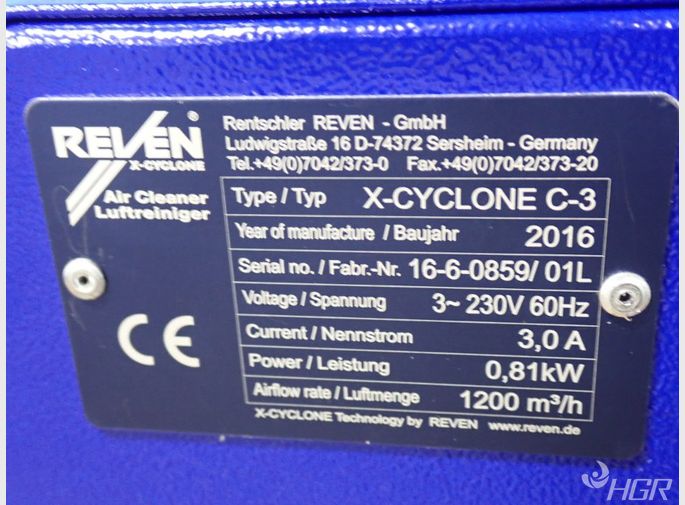 REVEN®
X-CYCLONE
Air Cleaner
Luftreiniger
CE
Rentschler REVEN - GmbH
Ludwigstraße 16 D-74372 Sersheim - Germany
Tel.+49(0)7042/373-0 Fax.+49(0)7042/373-20
Type / Typ X-CYCLONE C-3
Year of manufacture / Baujahr 2016
Serial no. / Fabr.-Nr. 16-6-0859/ 01L
Voltage / Spannung 3~ 230V 60Hz
Current / Nennstrom 3,0 A
Power / Leistung 0,81kW
Airflow rate / Luftmenge 1200 m³/h
X-CYCLONE Technology by REVEN www.reven.de
HGR